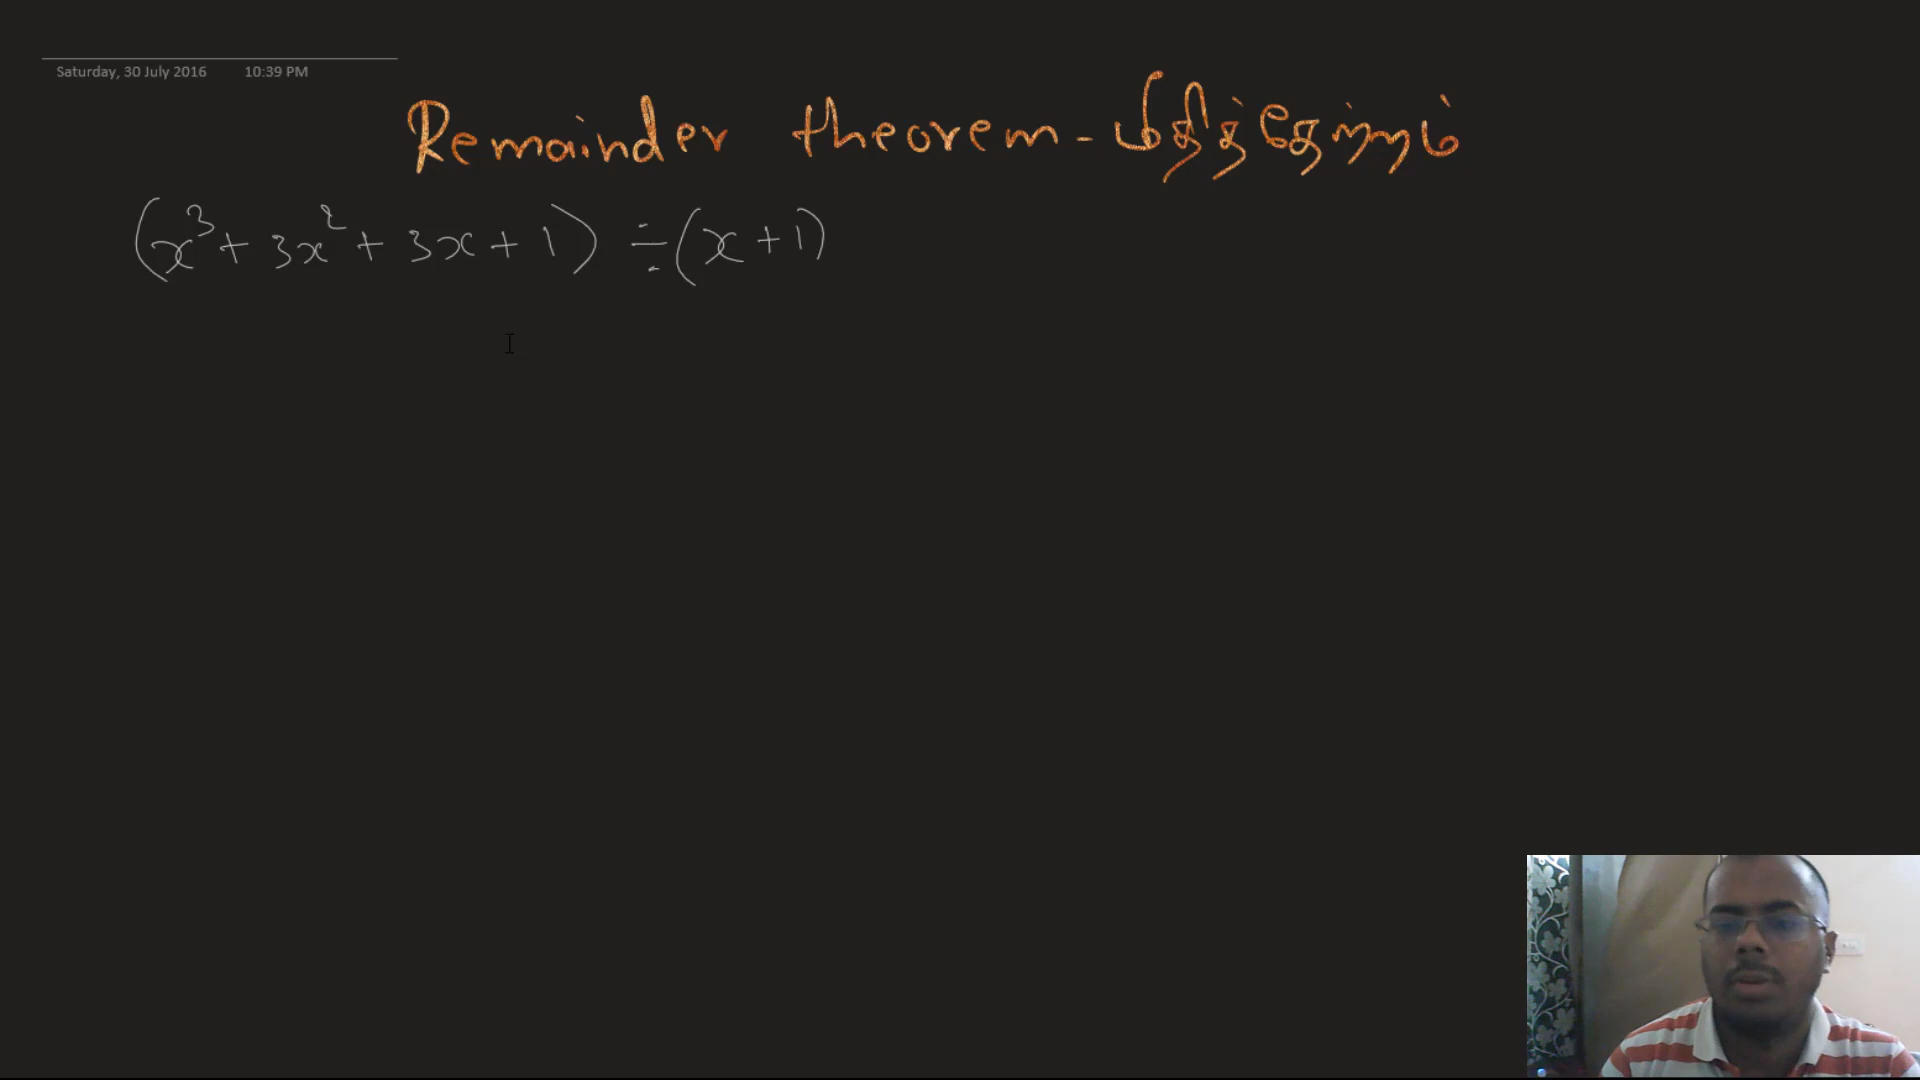 Saturday, 30 July 2016 10:39 PM
Remainder theorem - மீதித்தேற்றம்
(x³ + 3x² + 3x + 1) ÷ (x + 1)